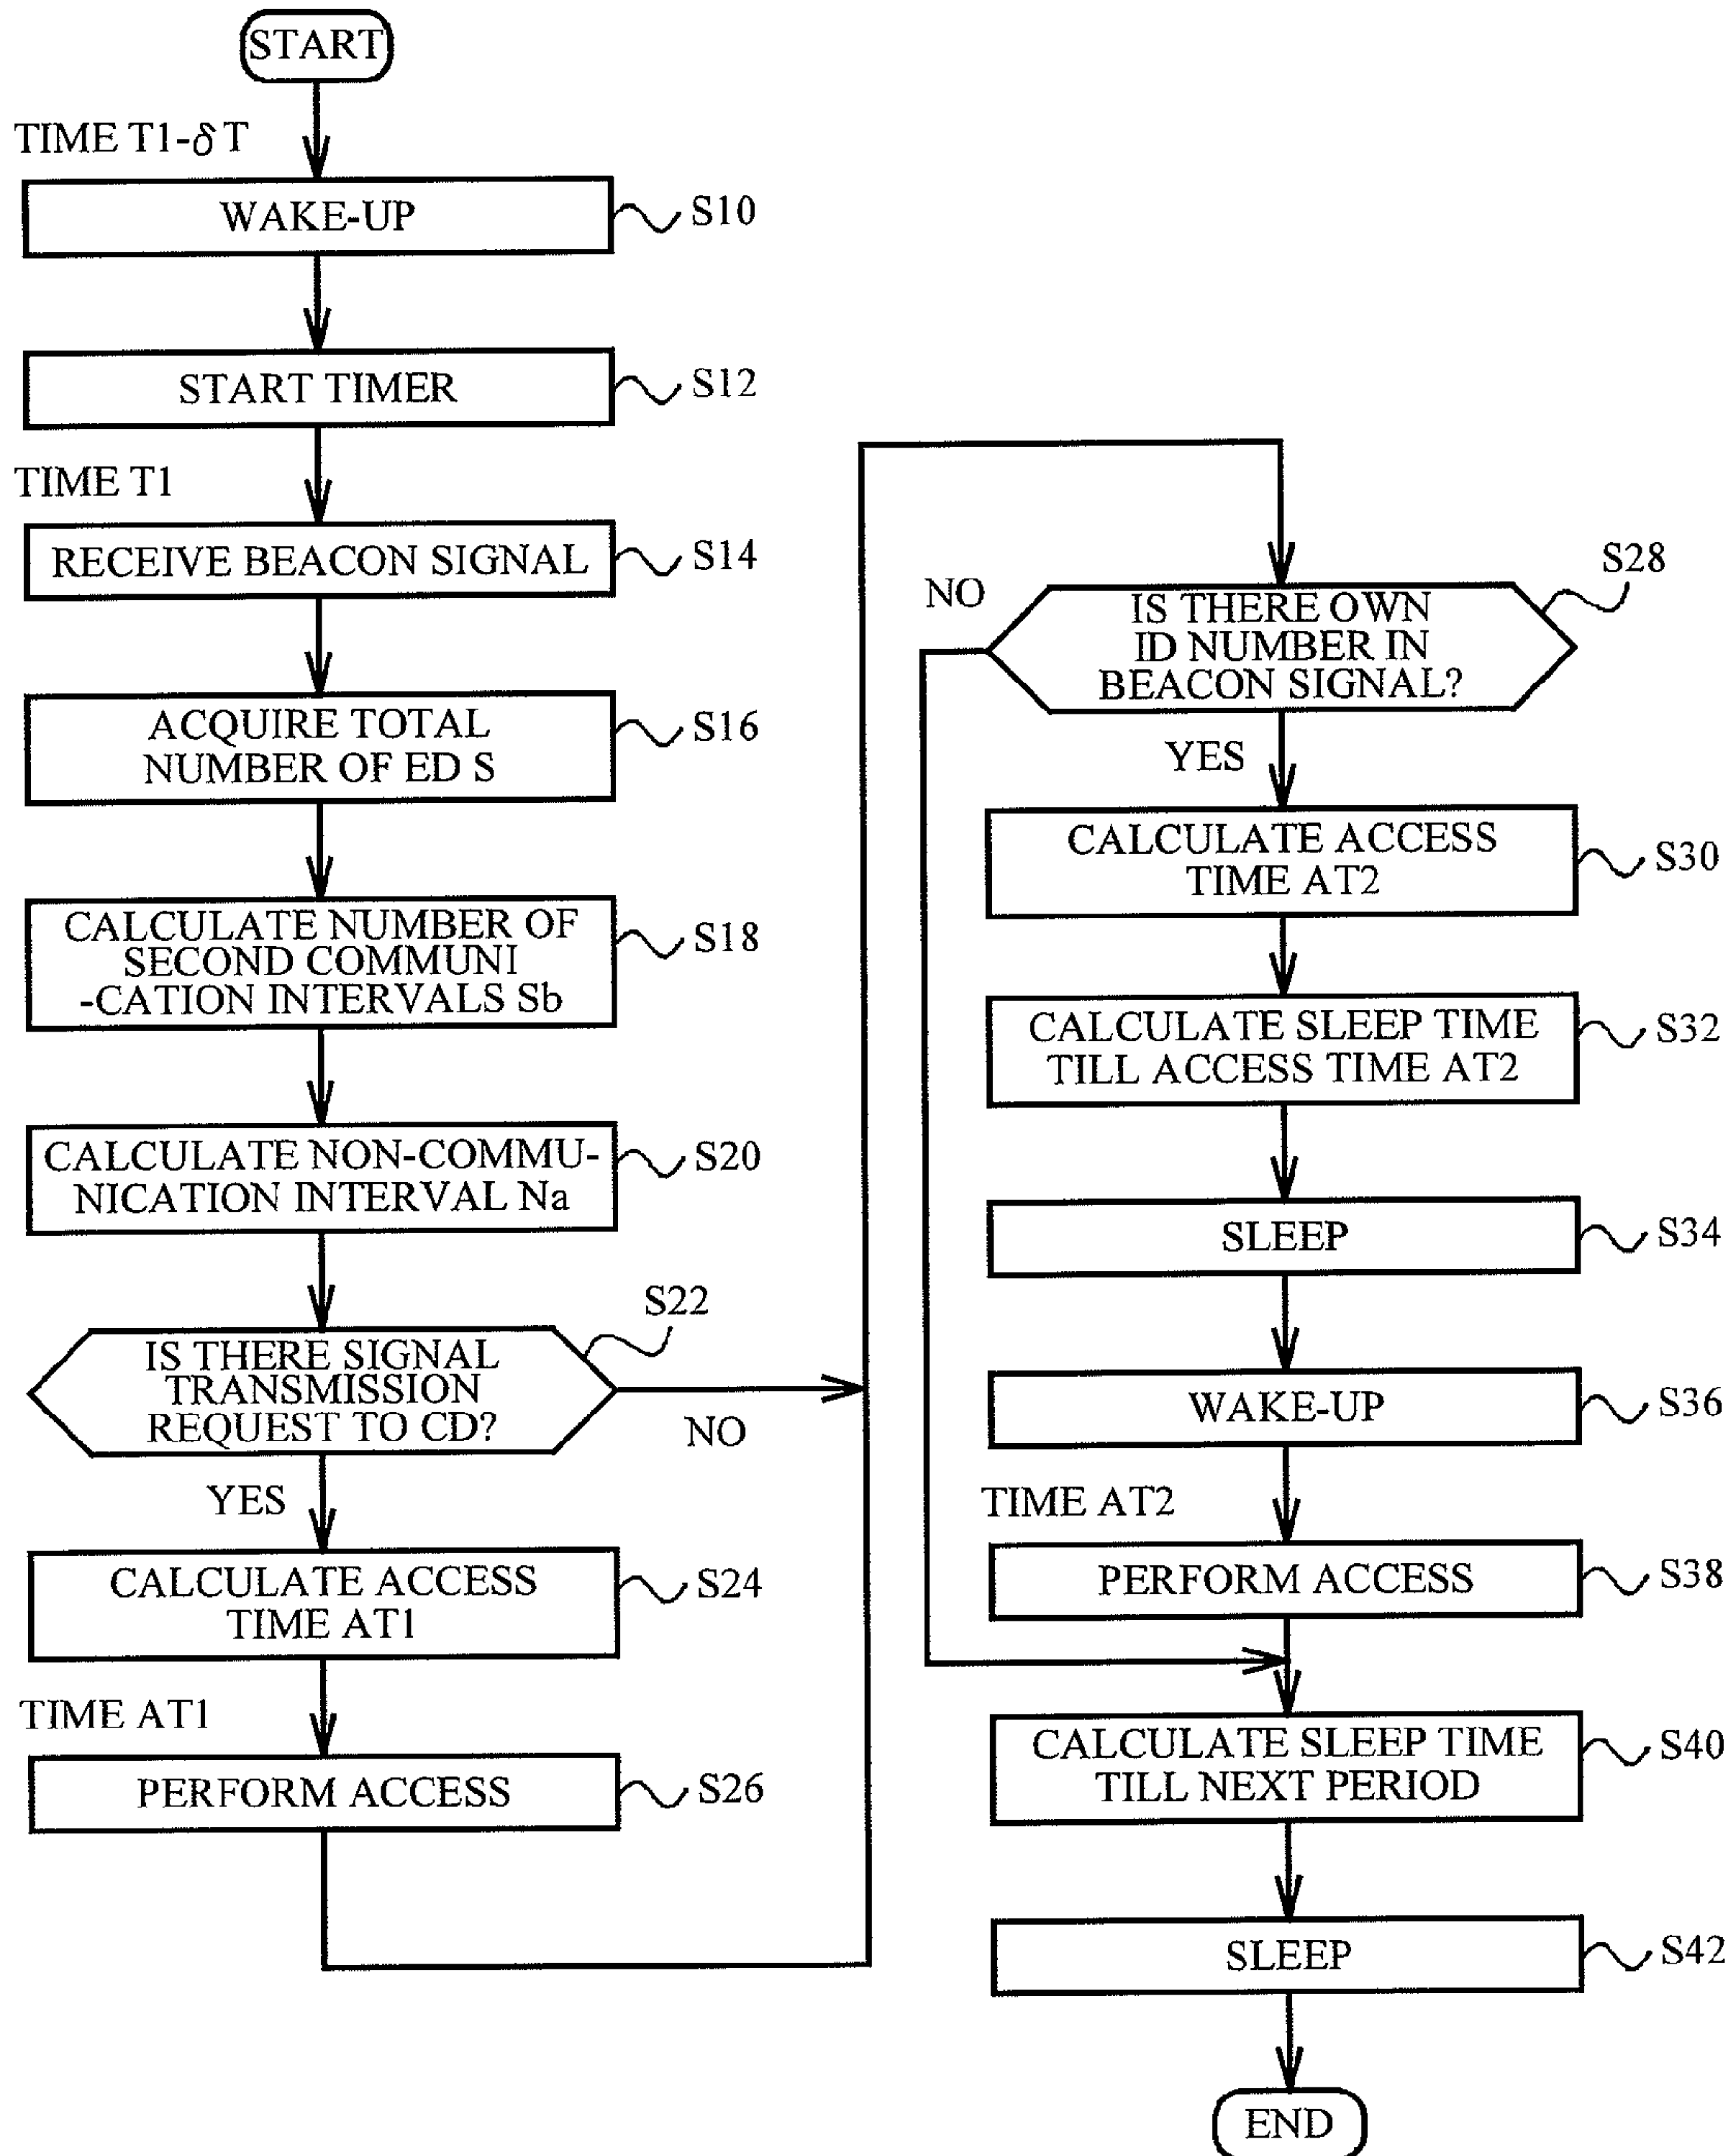 START
TIME T1-δT
WAKE-UP
S10
START TIMER
S12
TIME T1
RECEIVE BEACON SIGNAL
S14
ACQUIRE TOTAL
NUMBER OF ED S
S16
CALCULATE NUMBER OF
SECOND COMMUNI
-CATION INTERVALS Sb
S18
CALCULATE NON-COMMU-
NICATION INTERVAL Na
S20
S22
IS THERE SIGNAL
TRANSMISSION
REQUEST TO CD?
NO
YES
CALCULATE ACCESS
TIME AT1
S24
TIME AT1
PERFORM ACCESS
S26
S28
NO
IS THERE OWN
ID NUMBER IN
BEACON SIGNAL?
YES
CALCULATE ACCESS
TIME AT2
S30
CALCULATE SLEEP TIME
TILL ACCESS TIME AT2
S32
SLEEP
S34
WAKE-UP
S36
TIME AT2
PERFORM ACCESS
S38
CALCULATE SLEEP TIME
TILL NEXT PERIOD
S40
SLEEP
S42
END